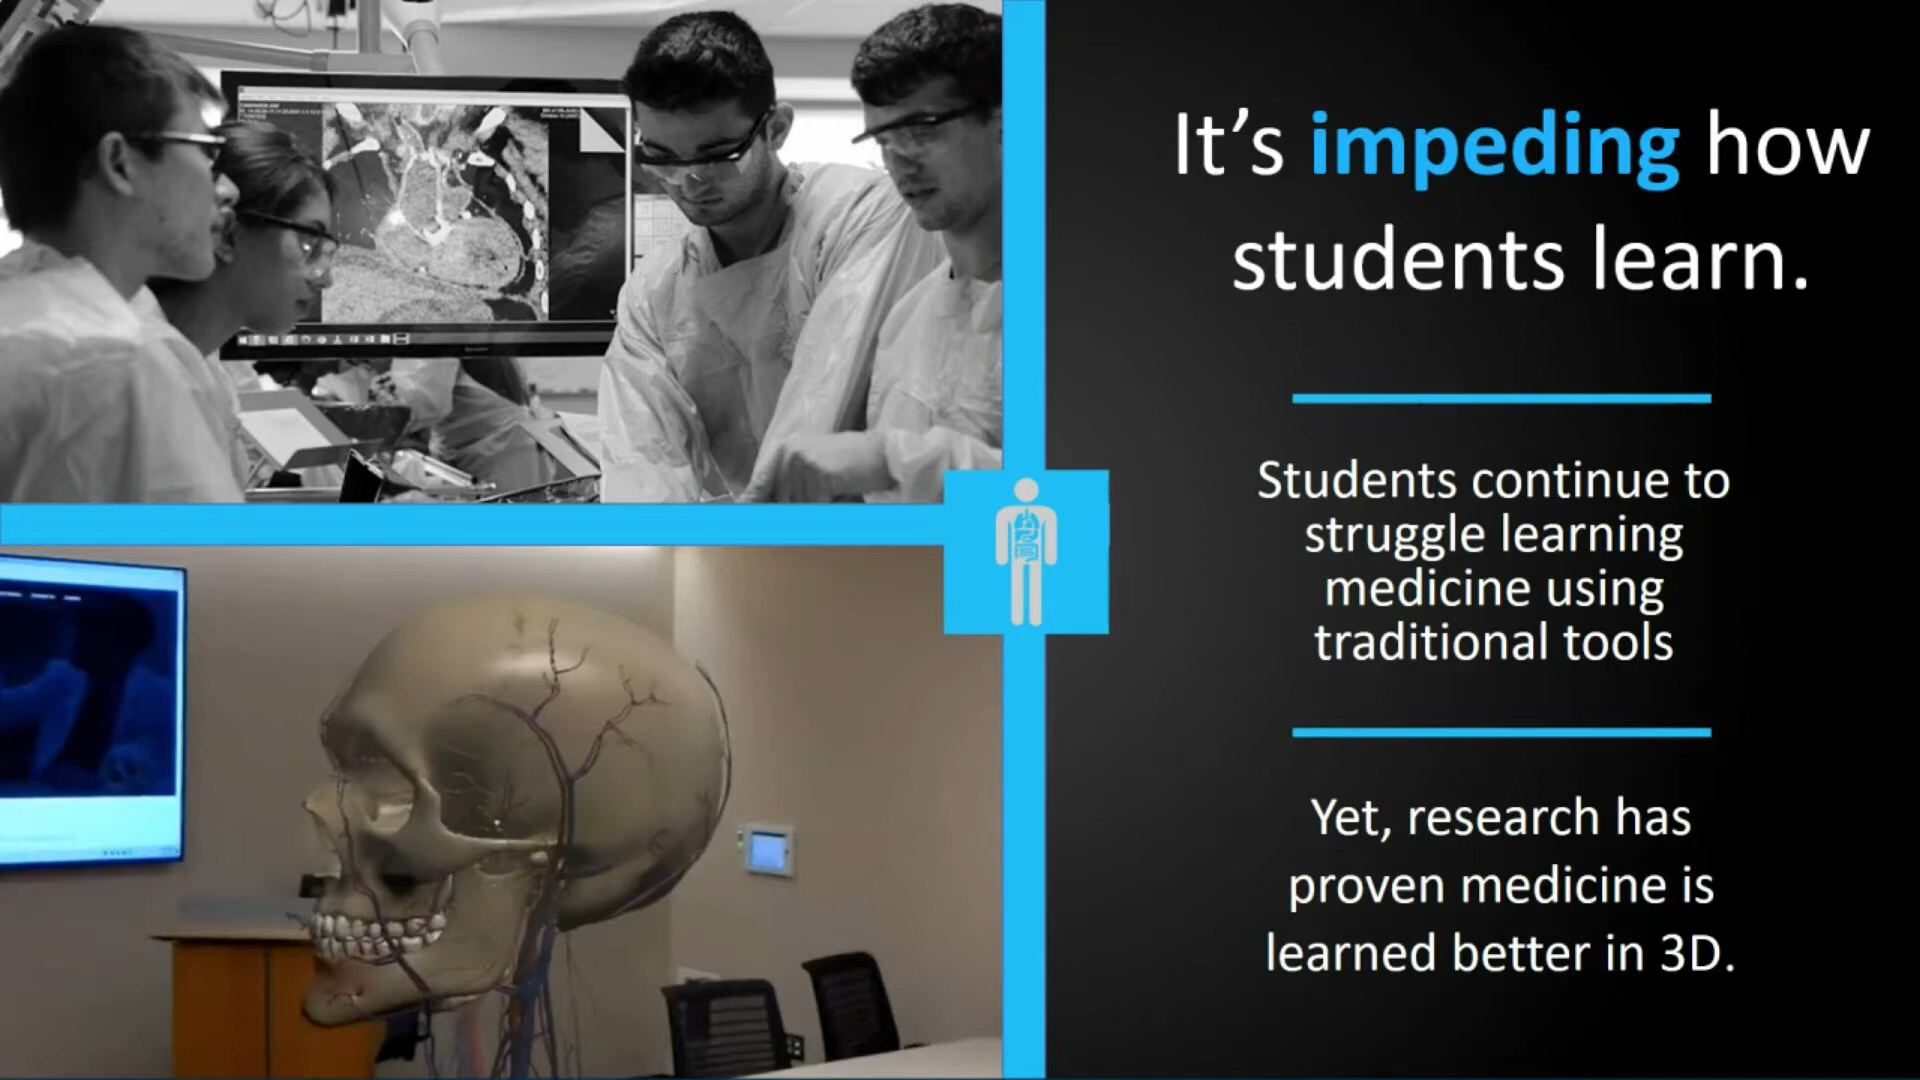 It's impeding how
students learn.
Students continue to
struggle learning
medicine using
traditional tools
Yet, research has
proven medicine is
learned better in 3D.